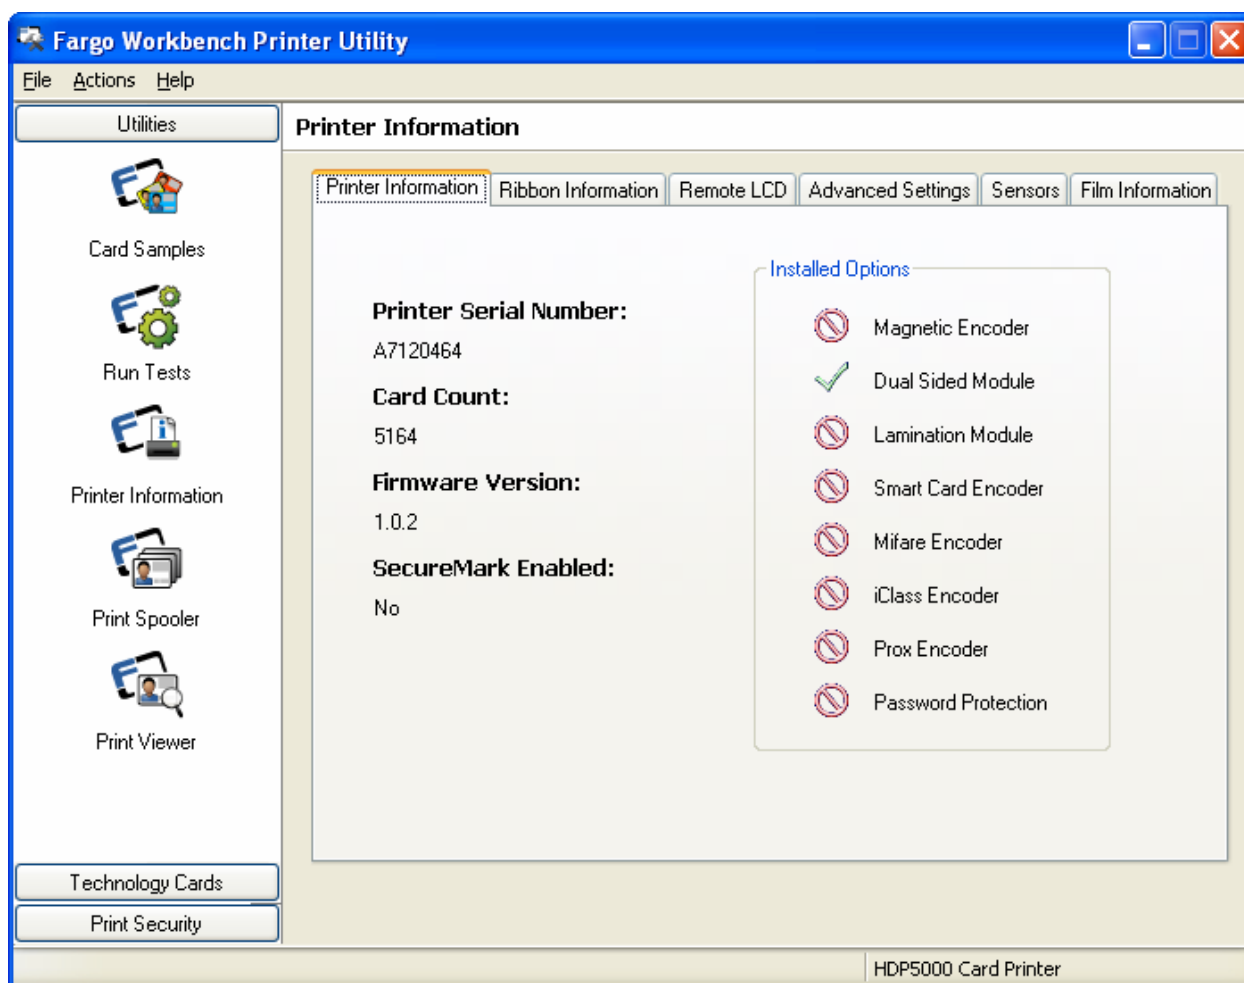 Fargo Workbench Printer Utility
File Actions Help
Utilities
Card Samples
Run Tests
Printer Information
Print Spooler
Print Viewer
Technology Cards
Print Security
Printer Information
Printer Information Ribbon Information Remote LCD Advanced Settings Sensors Film Information
Printer Serial Number:
A7120464
Card Count:
5164
Firmware Version:
1.0.2
SecureMark Enabled:
No
Installed Options
Magnetic Encoder
Dual Sided Module
Lamination Module
Smart Card Encoder
Mifare Encoder
iClass Encoder
Prox Encoder
Password Protection
HDP5000 Card Printer